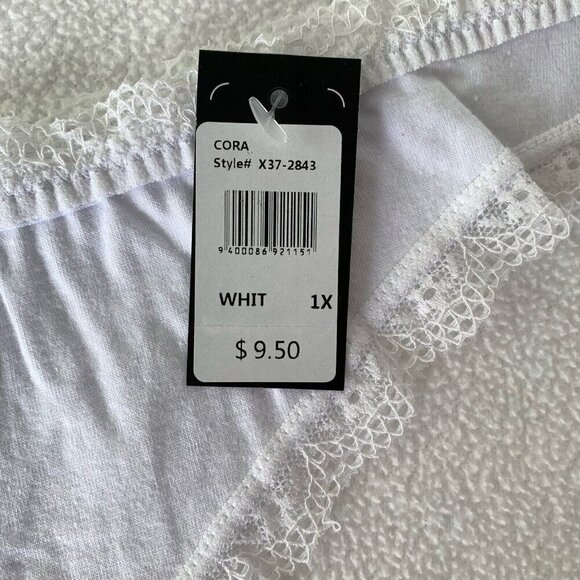 CORA
Style# X37-2843
9 400086 921151
WHIT 1X
$ 9.50